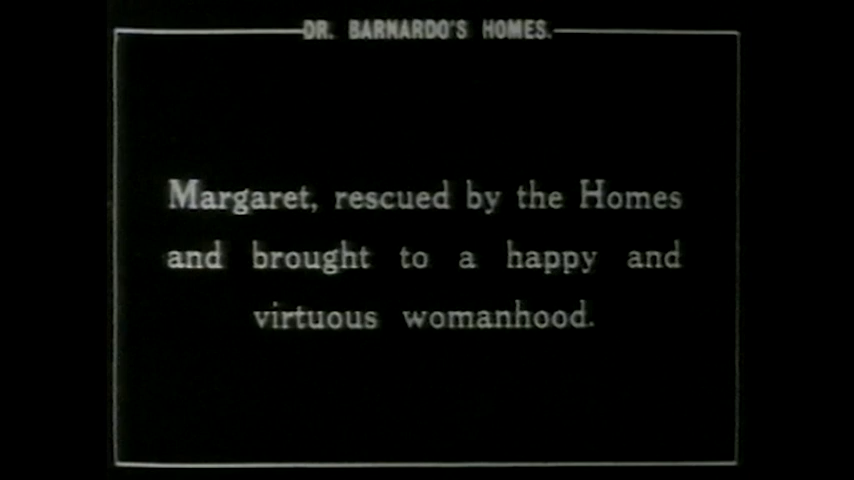 DR. BARNARDO'S HOMES.
Margaret, rescued by the Homes
and brought to a happy and
virtuous womanhood.